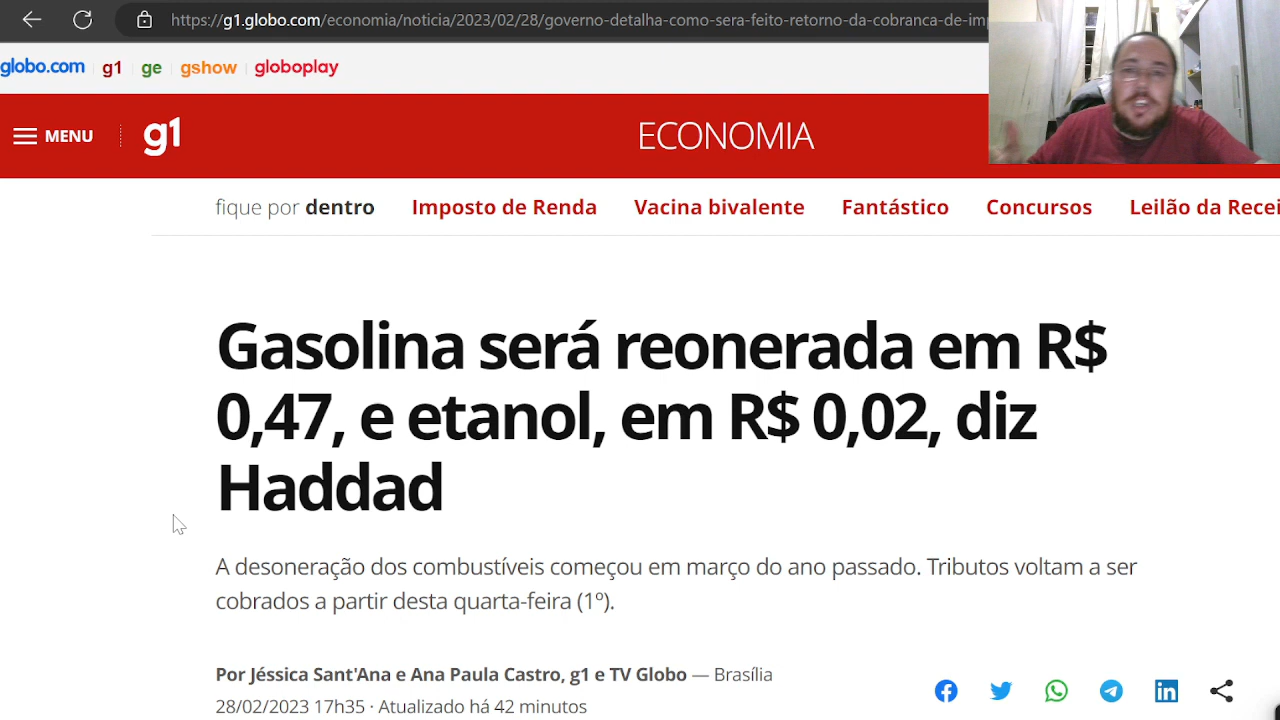 https://g1.globo.com/economia/noticia/2023/02/28/governo-detalha-como-sera-feito-retorno-da-cobranca-de-imp
globo.com g1 ge gshow globoplay
MENU g1 ECONOMIA
fique por dentro Imposto de Renda Vacina bivalente Fantástico Concursos Leilão da Recei
Gasolina será reonerada em R$
0,47, e etanol, em R$ 0,02, diz
Haddad
A desoneração dos combustíveis começou em março do ano passado. Tributos voltam a ser
cobrados a partir desta quarta-feira (1º).
Por Jéssica Sant'Ana e Ana Paula Castro, g1 e TV Globo — Brasília
28/02/2023 17h35 · Atualizado há 42 minutos